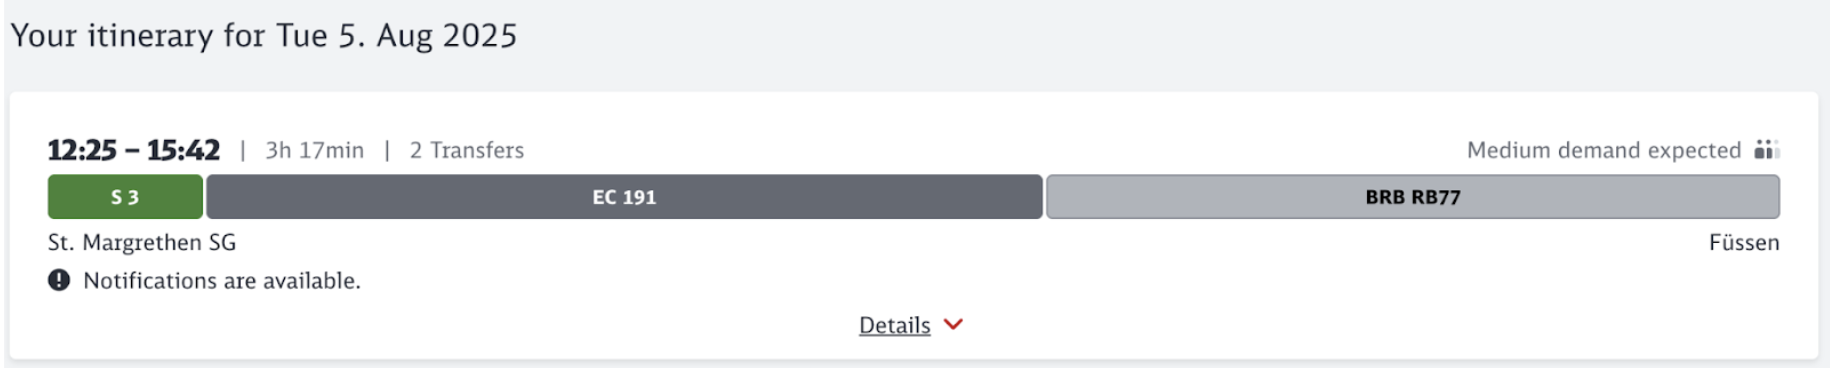 Your itinerary for Tue 5. Aug 2025
12:25 – 15:42 | 3h 17min | 2 Transfers Medium demand expected
S 3 EC 191 BRB RB77
St. Margrethen SG Füssen
Notifications are available.
Details